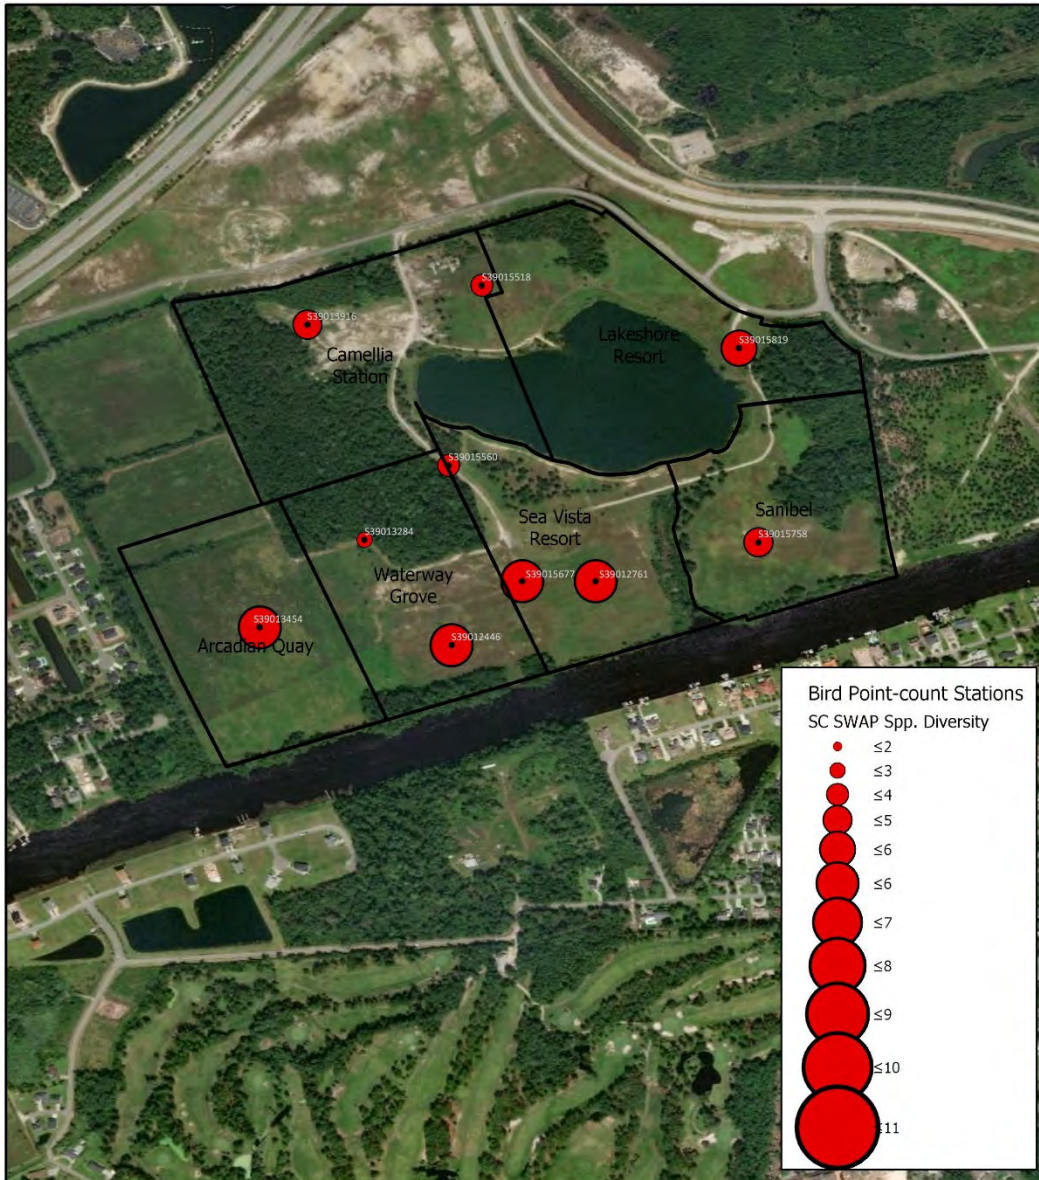 S39015518
S39013916
Camellia
Station
Lakeshore
Resort
S39015819
S39015560
Sea Vista
Resort
Sanibel
S39013284
S39015758
Waterway
Grove
S39015677
S39012761
S39013454
Arcadian Quay
S39012446
Bird Point-count Stations
SC SWAP Spp. Diversity
≤2
≤3
≤4
≤5
≤6
≤6
≤7
≤8
≤9
≤10
≤11